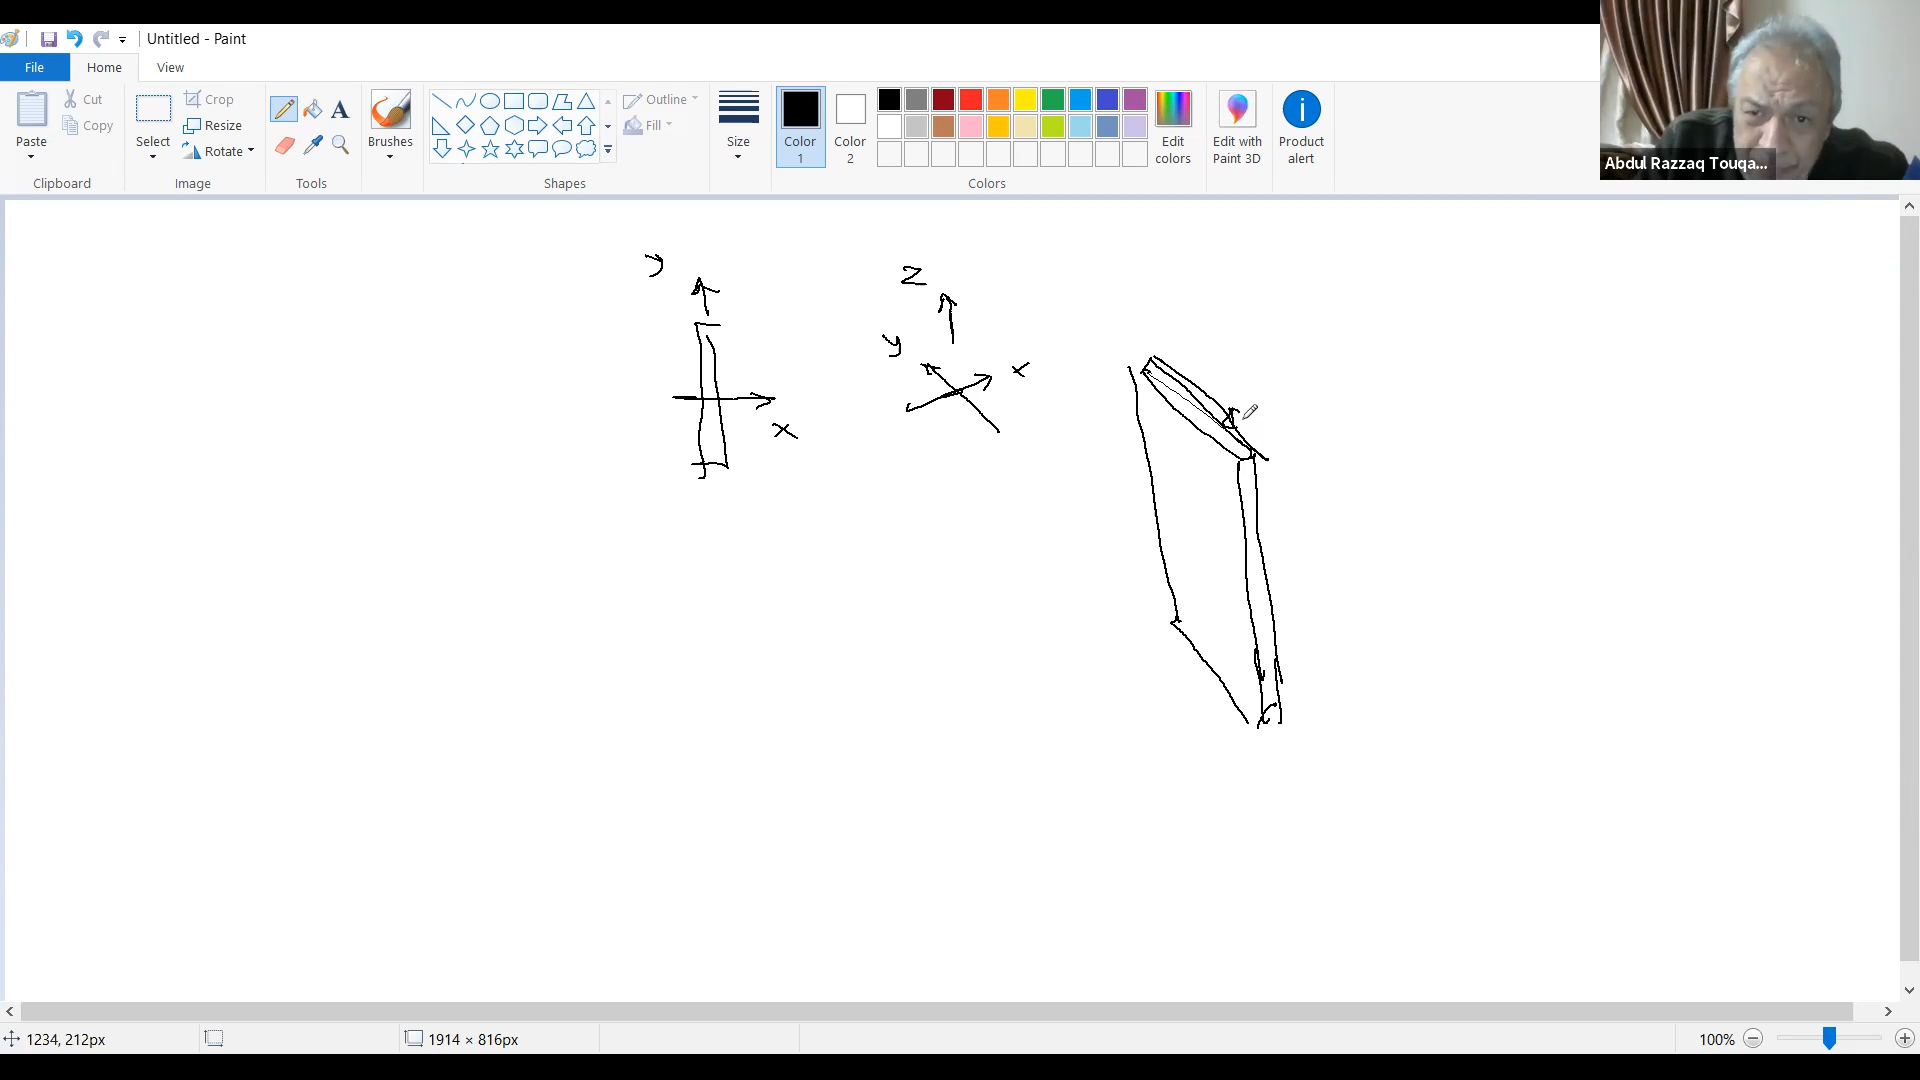 Untitled - Paint
File Home View
Paste
Cut
Copy
Clipboard
Select
Crop
Resize
Rotate
Image
A
Tools
Brushes
Shapes
Outline
Fill
Size
Color 1
Color 2
Edit colors
Colors
Edit with Paint 3D
Product alert
Abdul Razzaq Touqa...
y
x
z
y
x
1234, 212px
1914 × 816px
100%